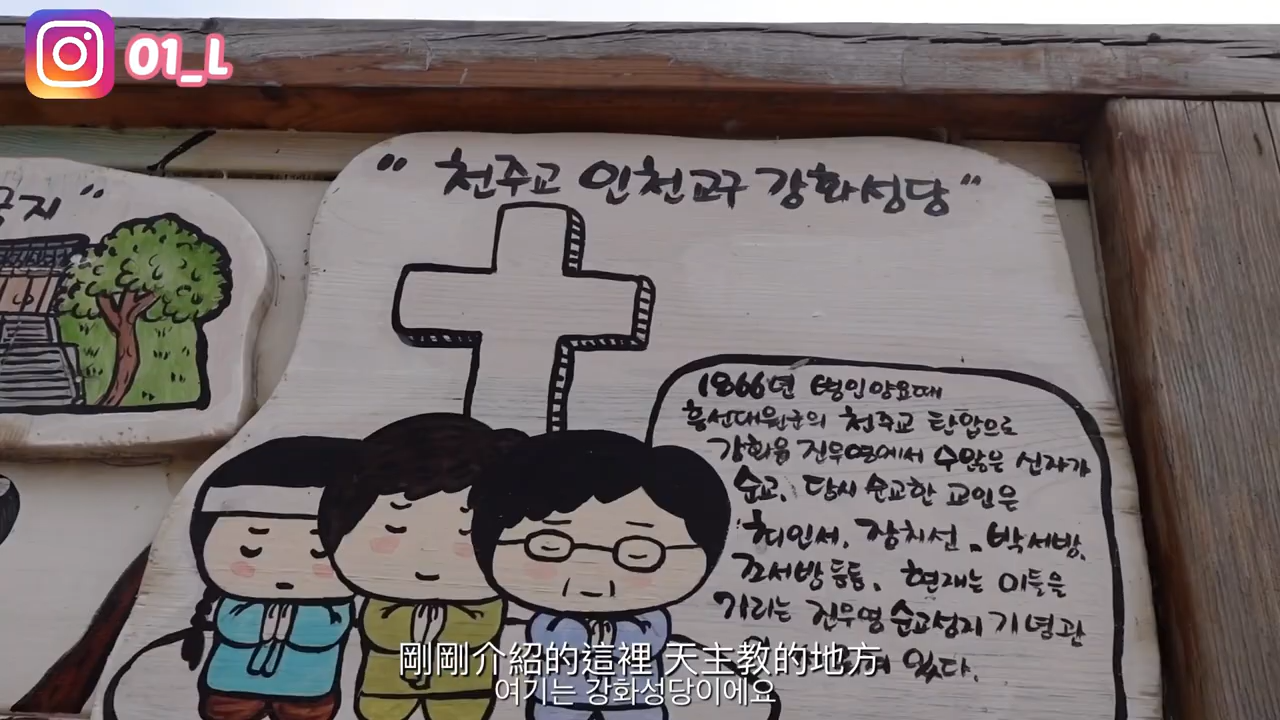 01_L
궁지 "
" 천주교 인천교구 강화성당 "
1866년 병인양요때
흥선대원군의 천주교 탄압으로
강화읍 진무영에서 수많은 신자가
순교. 당시 순교한 교인은
최인서, 장치선, 박서방,
조서방 등등, 현재는 이들을
기리는 진무영 순교성지 기념관
있다.
剛剛介紹的這裡 天主教的地方
여기는 강화성당이에요